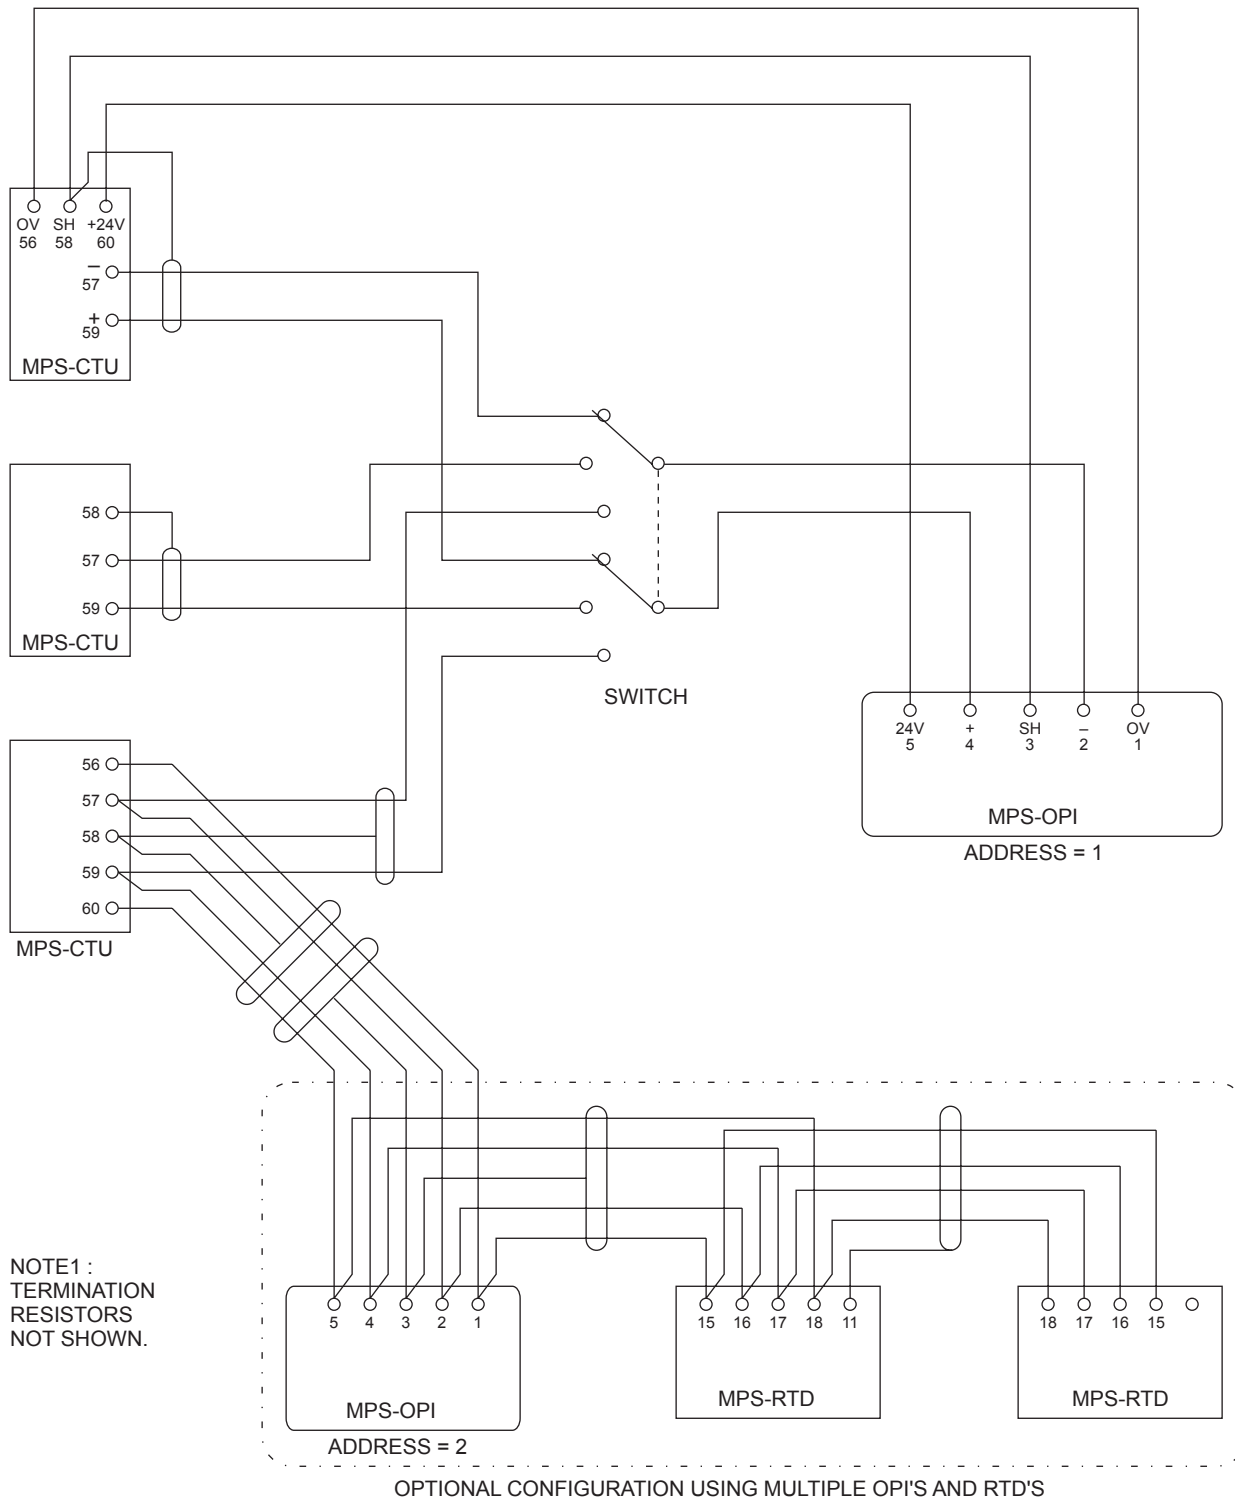 OV SH +24V
56 58 60
–
57
+
59
MPS-CTU
58
57
59
MPS-CTU
SWITCH
24V + SH – OV
5 4 3 2 1
MPS-OPI
ADDRESS = 1
56
57
58
59
60
MPS-CTU
NOTE1 :
TERMINATION
RESISTORS
NOT SHOWN.
5 4 3 2 1
MPS-OPI
ADDRESS = 2
15 16 17 18 11
MPS-RTD
18 17 16 15
MPS-RTD
OPTIONAL CONFIGURATION USING MULTIPLE OPI'S AND RTD'S